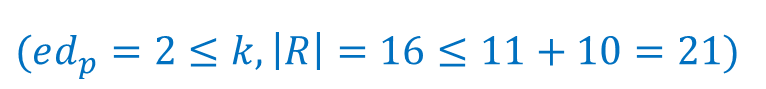 (ed_p = 2 ≤ k, |R| = 16 ≤ 11 + 10 = 21)